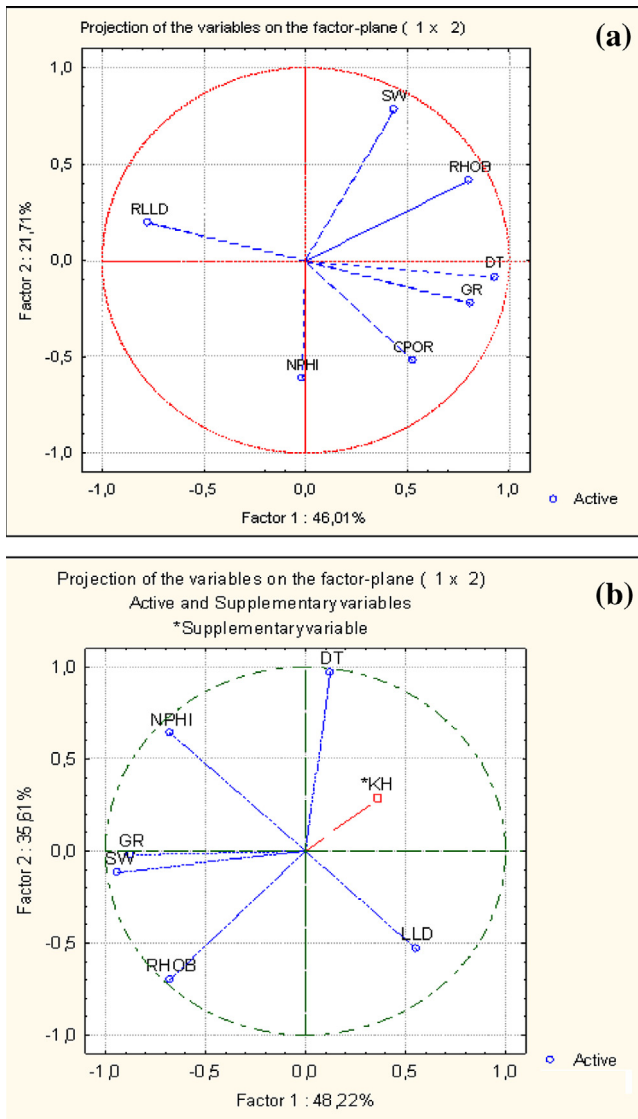 Projection of the variables on the factor-plane ( 1 x 2)
(a)
1,0
0,5
0,0
-0,5
-1,0
Factor 2 : 21,71%
SW
RHOB
RLLD
DT
GR
CPOR
NPHI
-1,0 -0,5 0,0 0,5 1,0
Factor 1 : 46,01%
Active
Projection of the variables on the factor-plane ( 1 x 2)
Active and Supplementary variables
*Supplementary variable
(b)
1,0
0,5
0,0
-0,5
-1,0
Factor 2 : 35,61%
DT
NPHI
*KH
GR
SW
LLD
RHOB
-1,0 -0,5 0,0 0,5 1,0
Factor 1 : 48,22%
Active